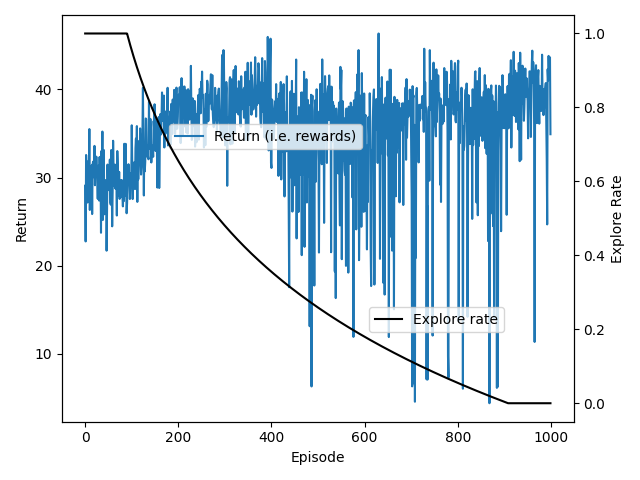 40
30
20
10
Return
1.0
0.8
0.6
0.4
0.2
0.0
Explore Rate
Return (i.e. rewards)
Explore rate
0 200 400 600 800 1000
Episode